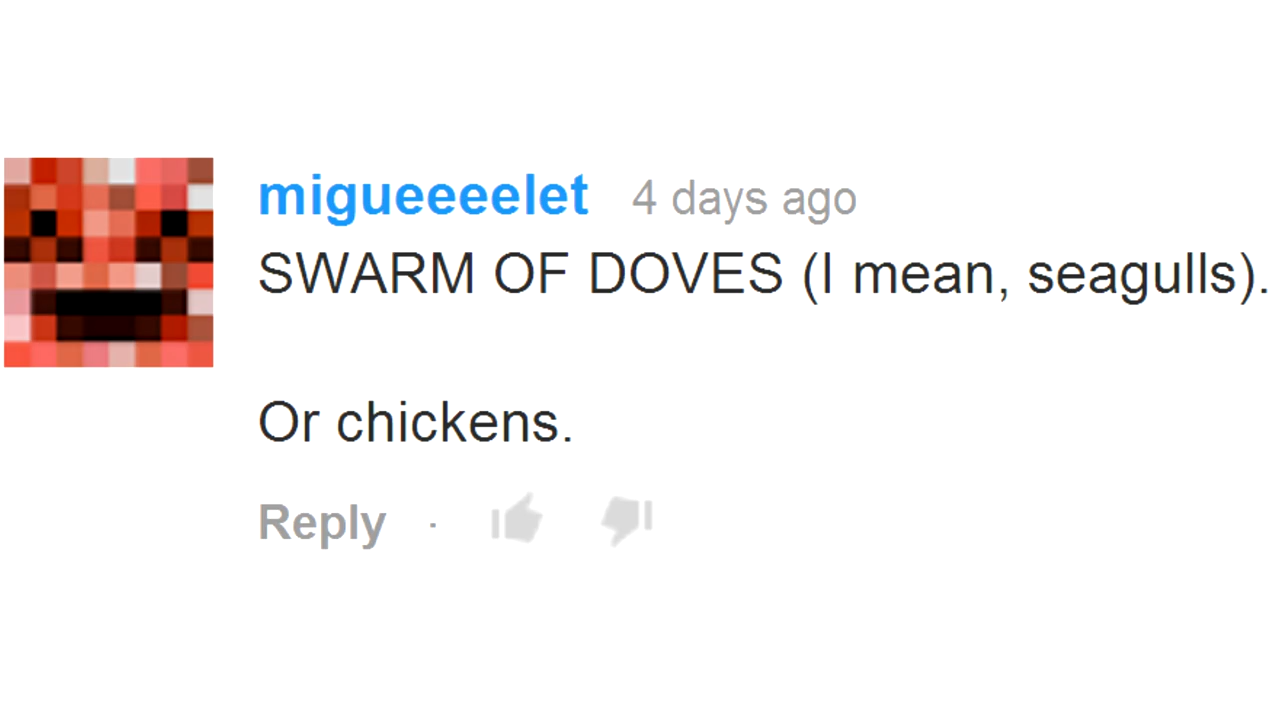 migueeeelet 4 days ago
SWARM OF DOVES (I mean, seagulls).
Or chickens.
Reply ·